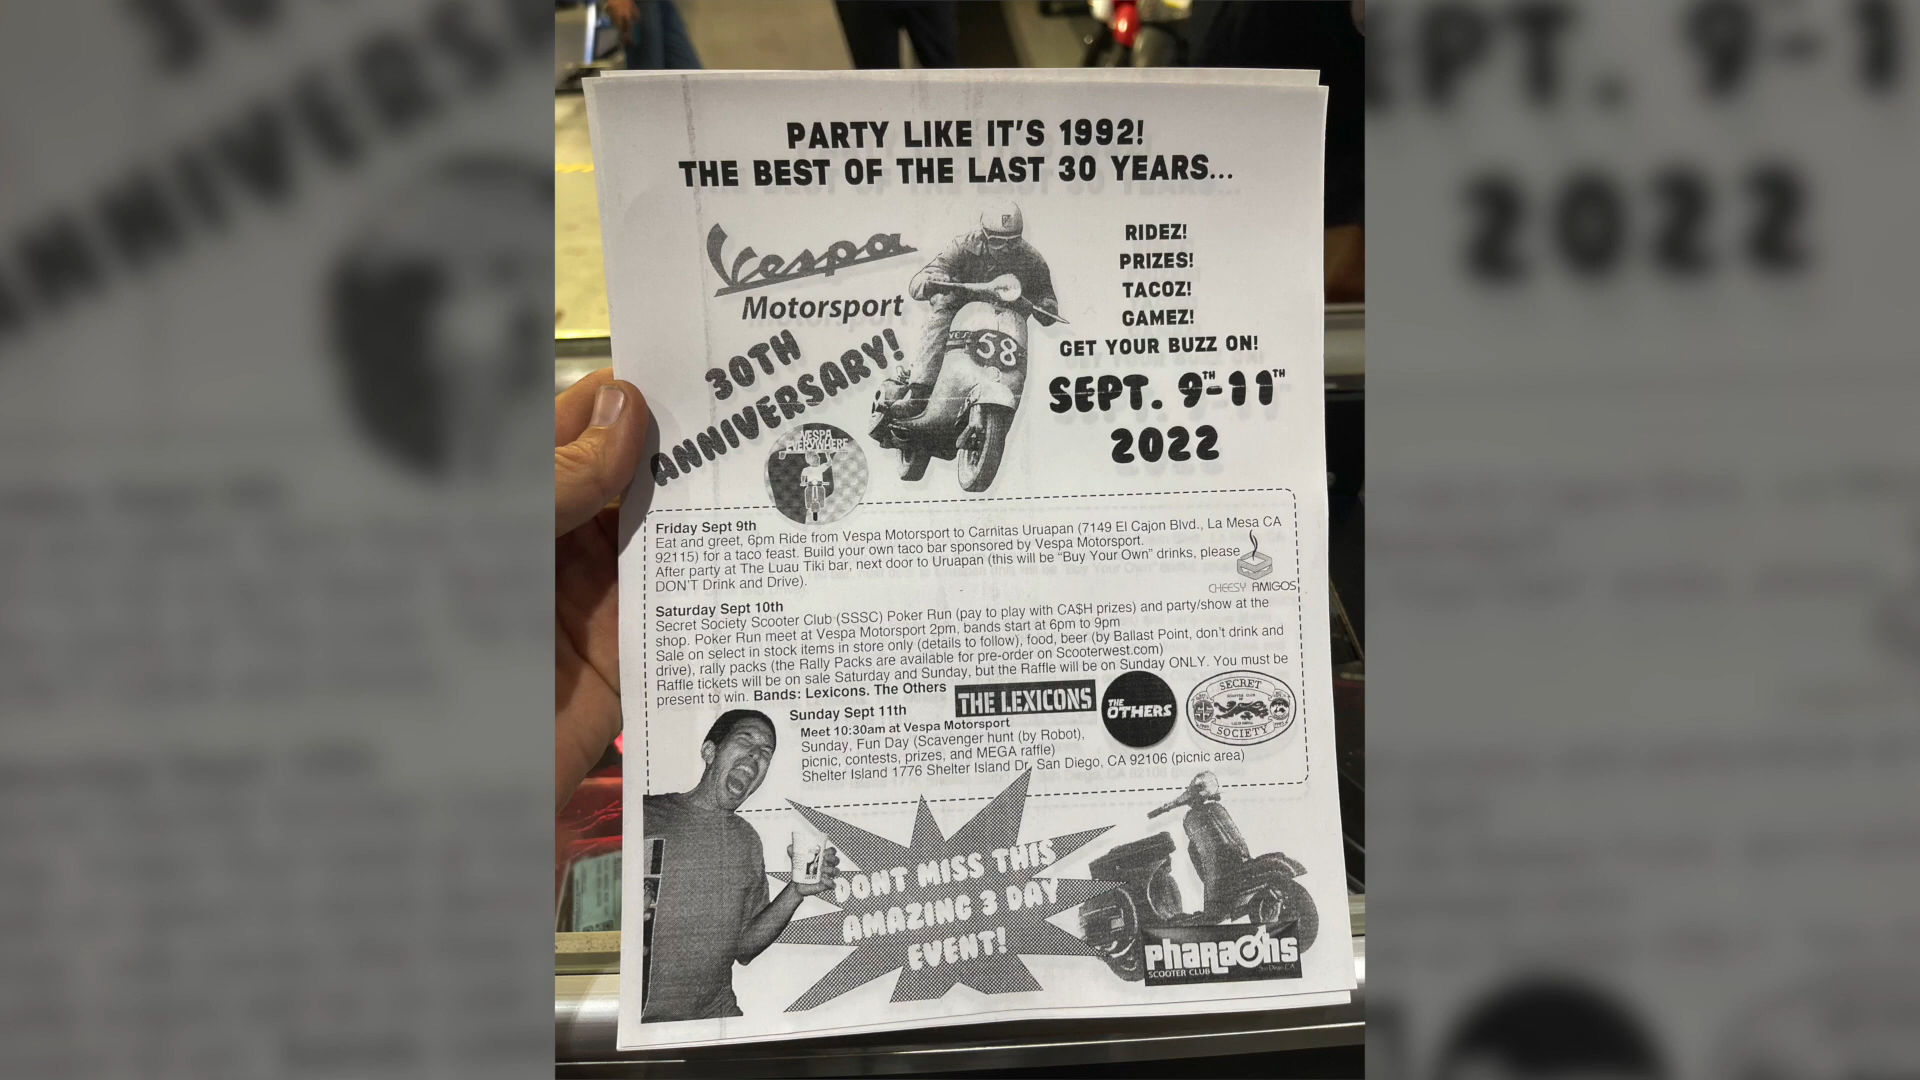 PARTY LIKE IT'S 1992!
THE BEST OF THE LAST 30 YEARS...
Vespa
Motorsport
30TH
ANNIVERSARY!
VESPA
EVERYWHERE
58
RIDEZ!
PRIZES!
TACOZ!
GAMEZ!
GET YOUR BUZZ ON!
SEPT. 9TH-11TH
2022
Friday Sept 9th
Eat and greet, 6pm Ride from Vespa Motorsport to Carnitas Uruapan (7149 El Cajon Blvd., La Mesa CA
92115) for a taco feast. Build your own taco bar sponsored by Vespa Motorsport.
After party at The Luau Tiki bar, next door to Uruapan (this will be "Buy Your Own" drinks, please
DON'T Drink and Drive).
CHEESY AMIGOS
Saturday Sept 10th
Secret Society Scooter Club (SSSC) Poker Run (pay to play with CA$H prizes) and party/show at the
shop. Poker Run meet at Vespa Motorsport 2pm, bands start at 6pm to 9pm
Sale on select in stock items in store only (details to follow), food, beer (by Ballast Point, don't drink and
drive), rally packs (the Rally Packs are available for pre-order on Scooterwest.com)
Raffle tickets will be on sale Saturday and Sunday, but the Raffle will be on Sunday ONLY. You must be
present to win. Bands: Lexicons. The Others
THE LEXICONS
THE
OTHERS
SECRET
SOCIETY
Sunday Sept 11th
Meet 10:30am at Vespa Motorsport
Sunday, Fun Day (Scavenger hunt (by Robot),
picnic, contests, prizes, and MEGA raffle)
Shelter Island 1776 Shelter Island Dr, San Diego, CA 92106 (picnic area)
DONT MISS THIS
AMAZING 3 DAY
EVENT!
Pharaohs
SCOOTER CLUB
San Diego CA.